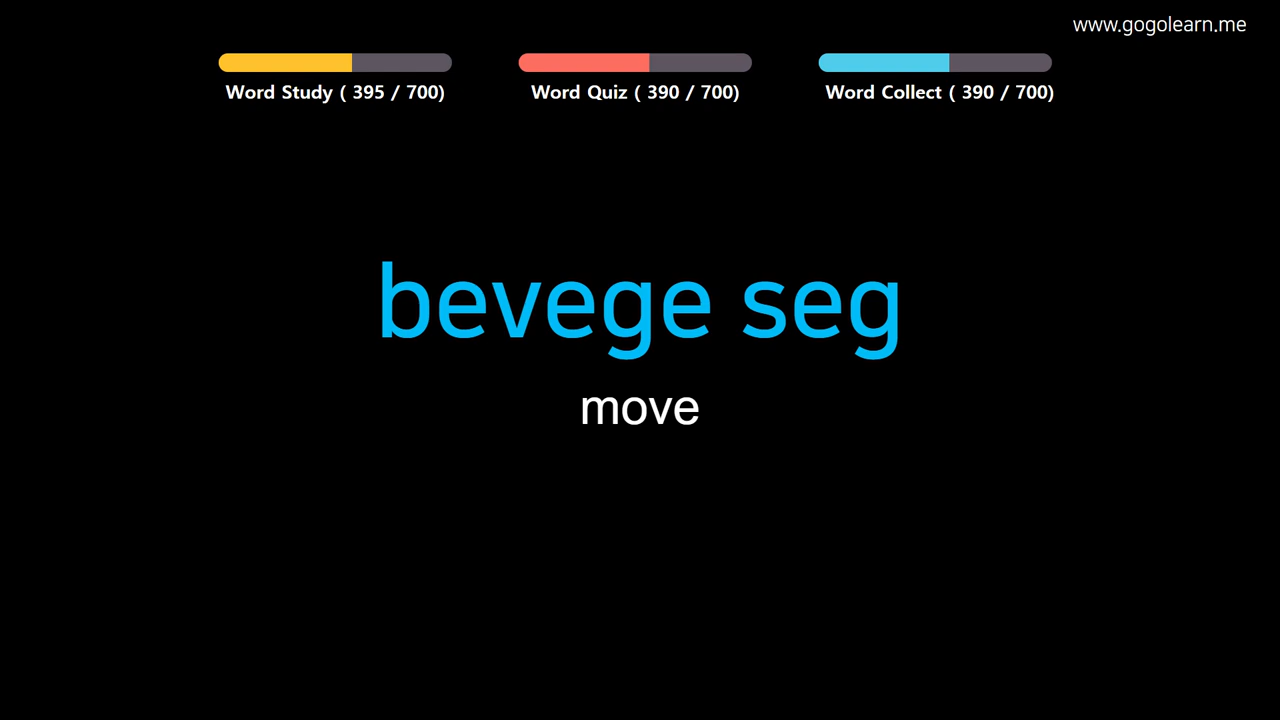 www.gogolearn.me
Word Study ( 395 / 700)
Word Quiz ( 390 / 700)
Word Collect ( 390 / 700)
bevege seg
move